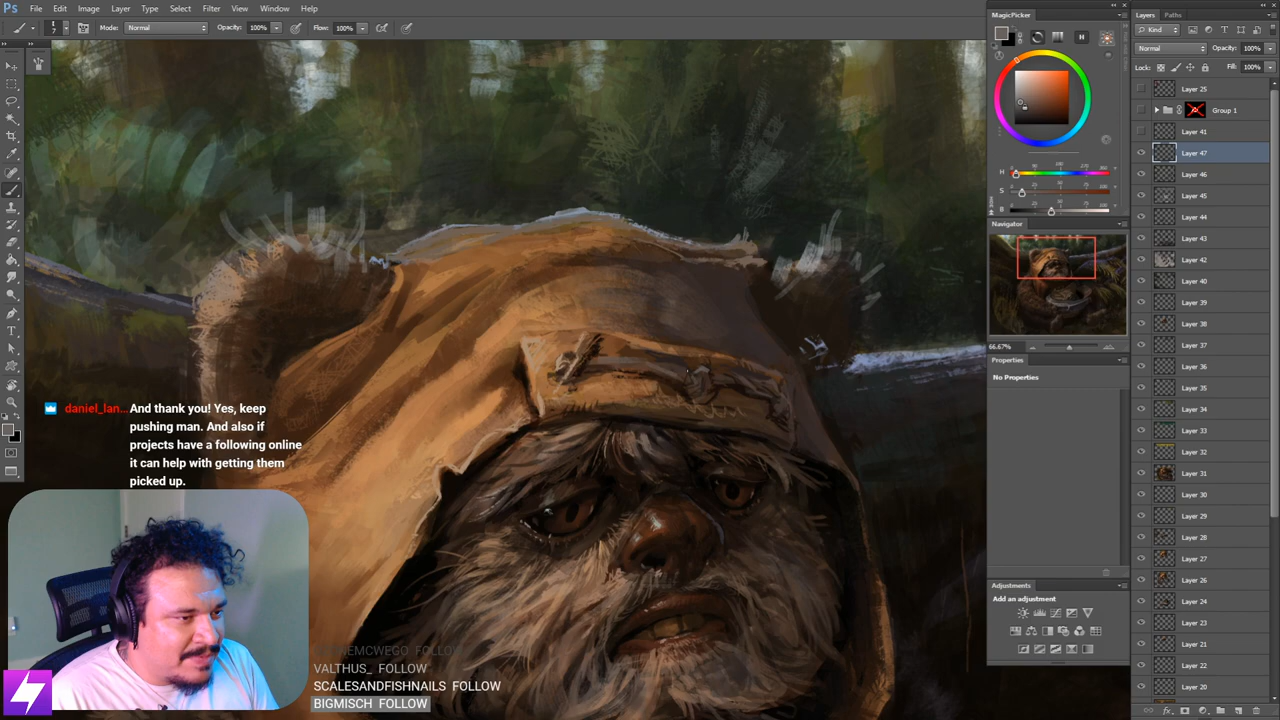 Ps File Edit Image Layer Type Select Filter 3D View Window Help
7 Mode: Normal Opacity: 100% Flow: 100%
MagicPicker
H
H
S
B
Navigator
66.67%
Properties
No Properties
Adjustments
Add an adjustment
Layers Paths
Kind
Normal Opacity: 100%
Lock: Fill: 100%
Layer 25
Group 1
Layer 41
Layer 47
Layer 46
Layer 45
Layer 44
Layer 43
Layer 42
Layer 40
Layer 39
Layer 38
Layer 37
Layer 36
Layer 35
Layer 34
Layer 33
Layer 32
Layer 31
Layer 30
Layer 29
Layer 28
Layer 27
Layer 26
Layer 24
Layer 23
Layer 21
Layer 22
Layer 20
daniel_lan... And thank you! Yes, keep
pushing man. And also if
projects have a following online
it can help with getting them
picked up.
FOLLOW
VALTHUS_ FOLLOW
SCALESANDFISHNAILS FOLLOW
BIGMISCH FOLLOW